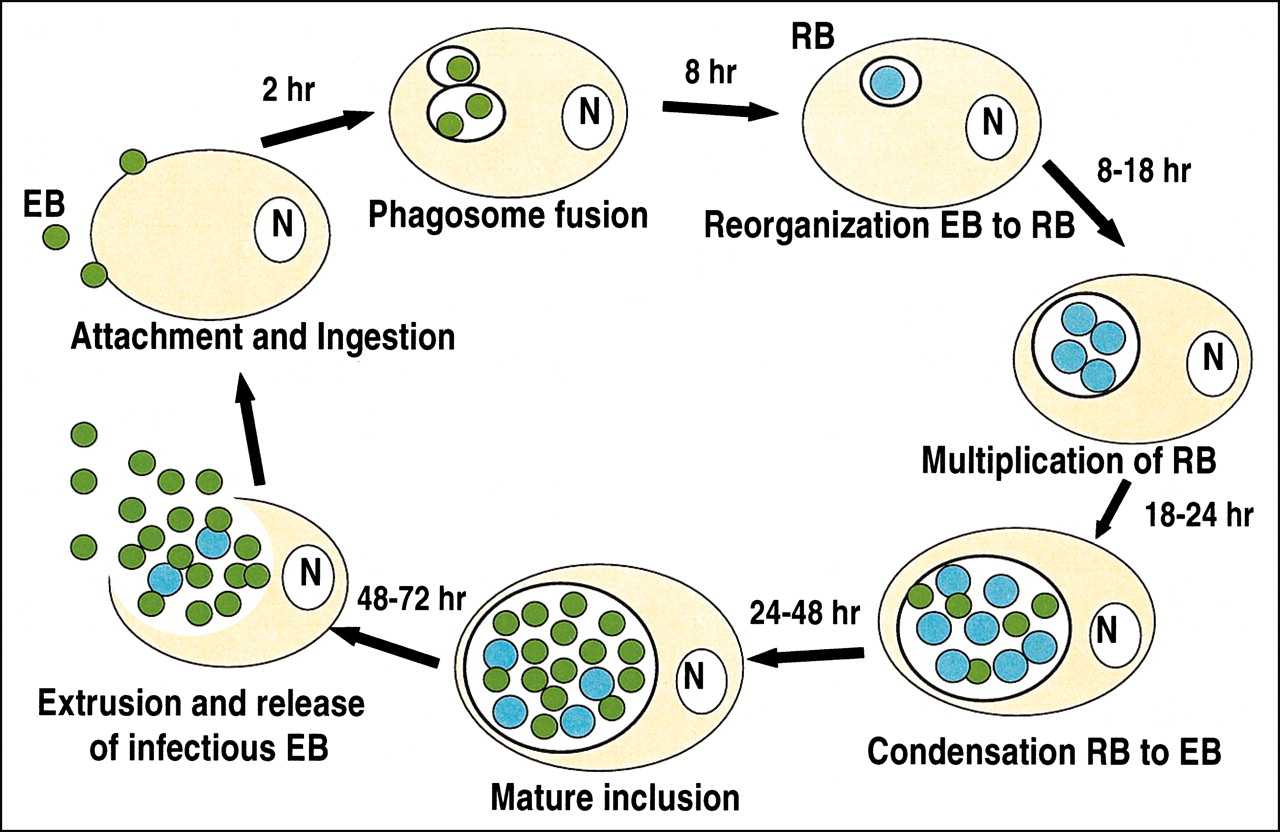 EB
N
Attachment and Ingestion
2 hr
N
Phagosome fusion
8 hr
RB
N
Reorganization EB to RB
8-18 hr
N
Multiplication of RB
18-24 hr
N
Condensation RB to EB
24-48 hr
N
Mature inclusion
48-72 hr
N
Extrusion and release
of infectious EB